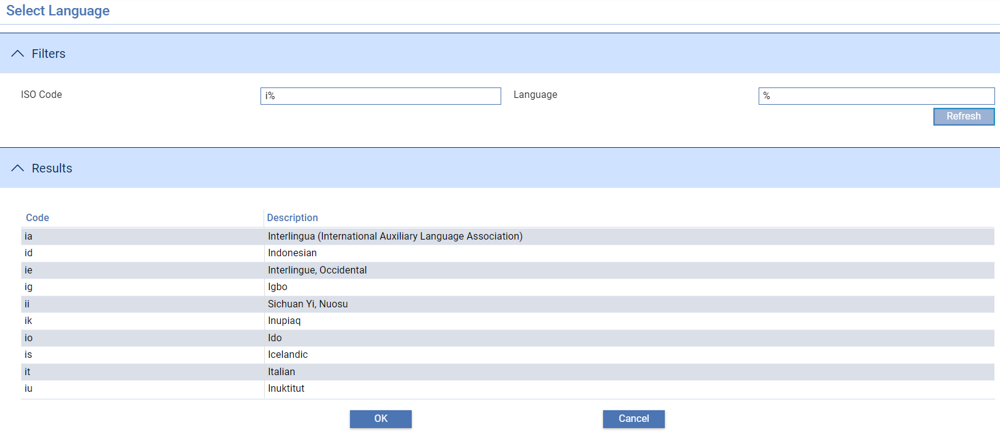 Select Language
Filters
ISO Code i% Language %
Refresh
Results
Code Description
ia Interlingua (International Auxiliary Language Association)
id Indonesian
ie Interlingue, Occidental
ig Igbo
ii Sichuan Yi, Nuosu
ik Inupiaq
io Ido
is Icelandic
it Italian
iu Inuktitut
OK Cancel